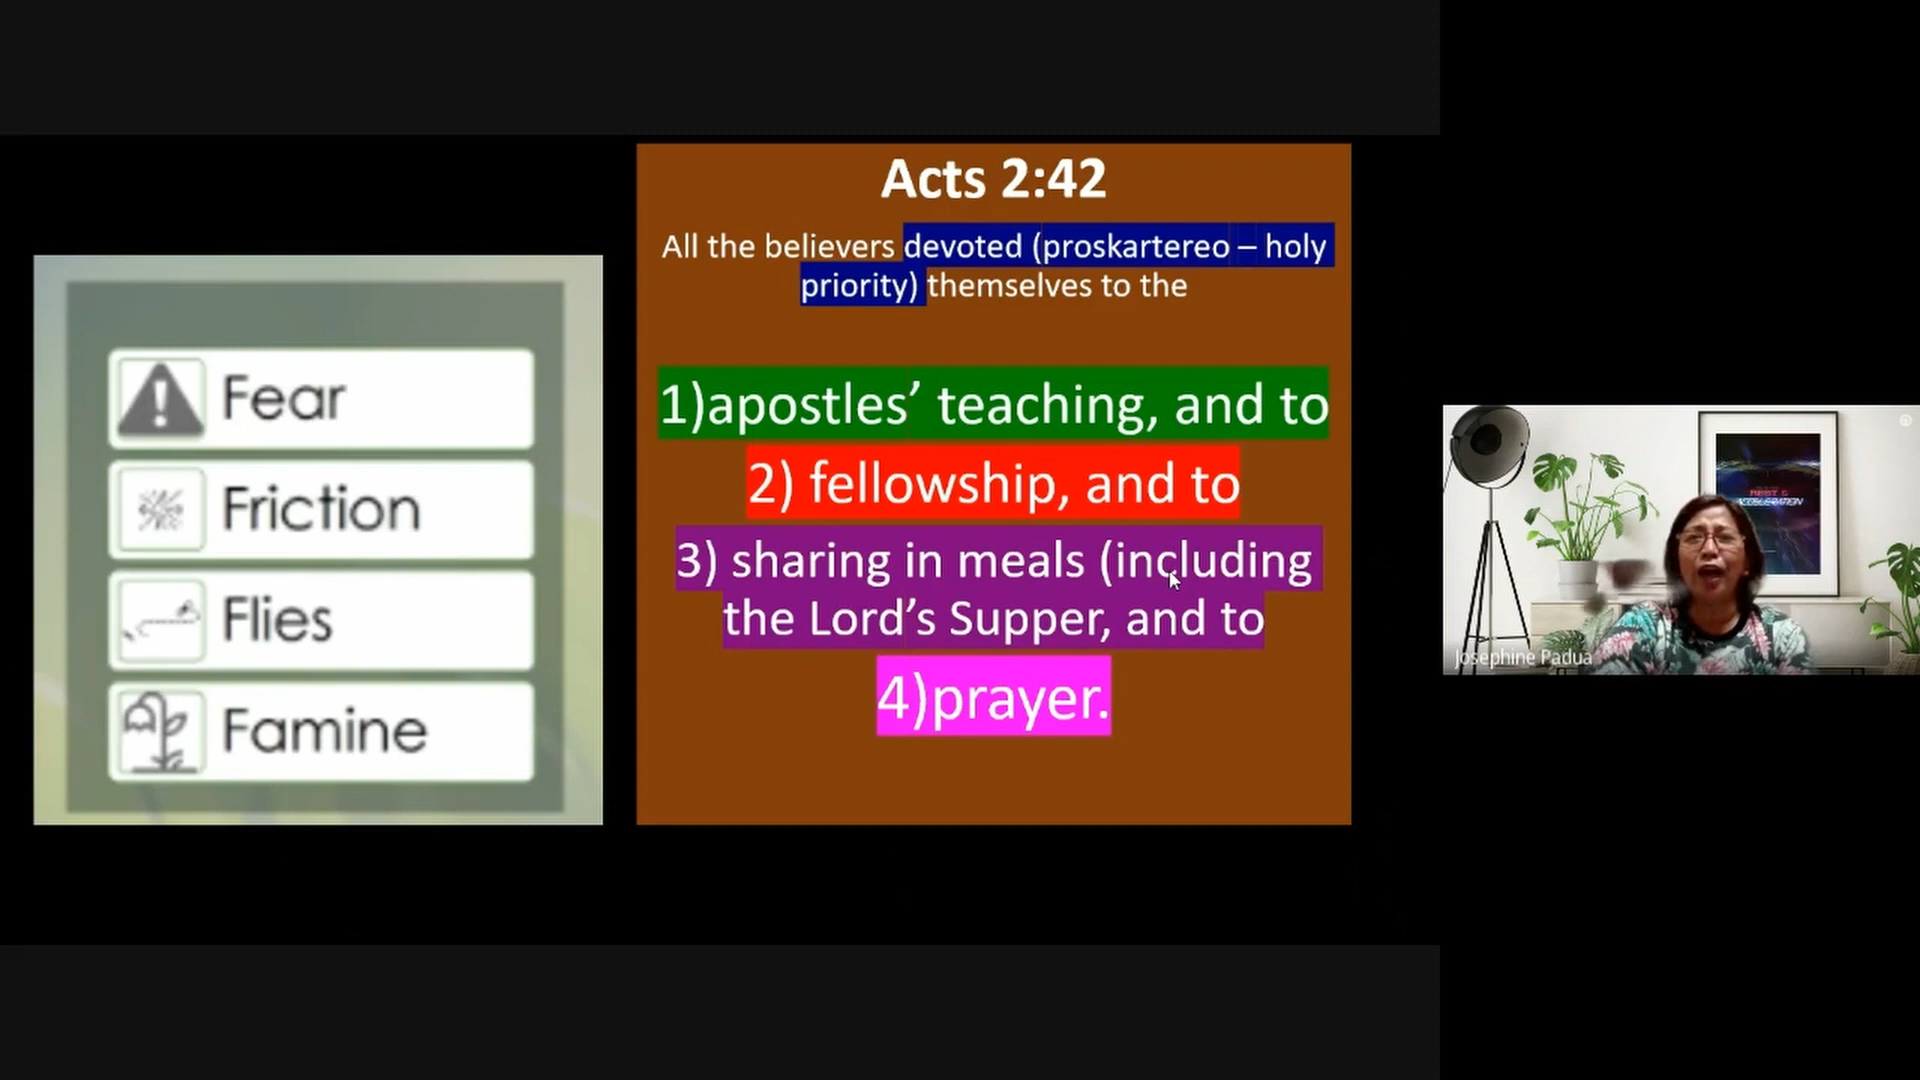 Fear
Friction
Flies
Famine
Acts 2:42
All the believers devoted (proskartereo – holy
priority) themselves to the
1)apostles’ teaching, and to
2) fellowship, and to
3) sharing in meals (including
the Lord’s Supper, and to
4)prayer.
Josephine Padua